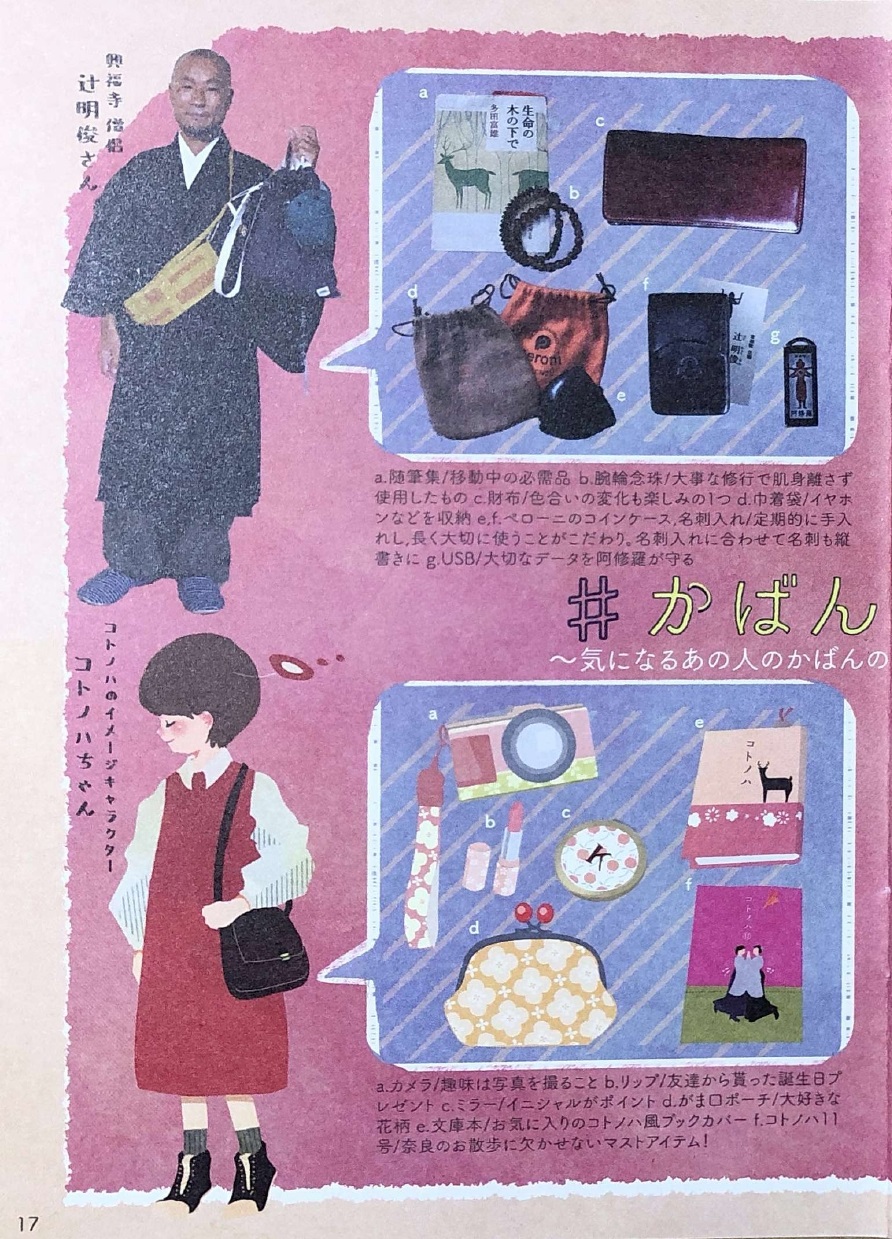 興福寺 僧侶
辻明俊さん
a
生命の
木の下で
多田富雄
b
c
d
eroni
e
f
辻 明俊
g
阿修羅
a.随筆集/移動中の必需品 b.腕輪念珠/大事な修行で肌身離さず
使用したもの c.財布/色合いの変化も楽しみの1つ d.巾着袋/イヤホ
ンなどを収納 e,f.ペローニのコインケース,名刺入れ/定期的に手入
れし,長く大切に使うことがこだわり。名刺入れに合わせて名刺も縦
書きに g.USB/大切なデータを阿修羅が守る
#かばん
〜気になるあの人のかばんの
コトノハのイメージキャラクター
コトノハちゃん
a
b
c
d
e
コトノハ
f
コトノハ⑪
a.カメラ/趣味は写真を撮ること b.リップ/友達から貰った誕生日プ
レゼント c.ミラー/イニシャルがポイント d.がま口ポーチ/大好きな
花柄 e.文庫本/お気に入りのコトノハ風ブックカバー f.コトノハ11
号/奈良のお散歩に欠かせないマストアイテム!
17